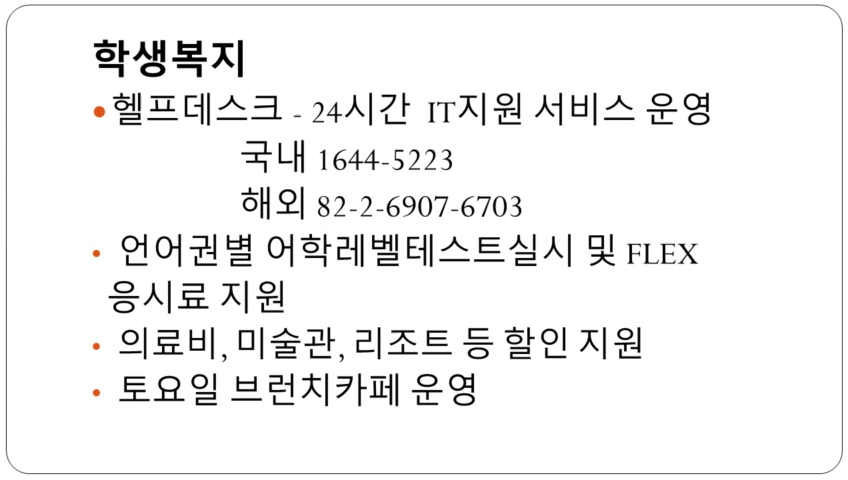 학생복지
• 헬프데스크 - 24시간 IT지원 서비스 운영
국내 1644-5223
해외 82-2-6907-6703
• 언어권별 어학레벨테스트실시 및 FLEX
응시료 지원
• 의료비, 미술관, 리조트 등 할인 지원
• 토요일 브런치카페 운영